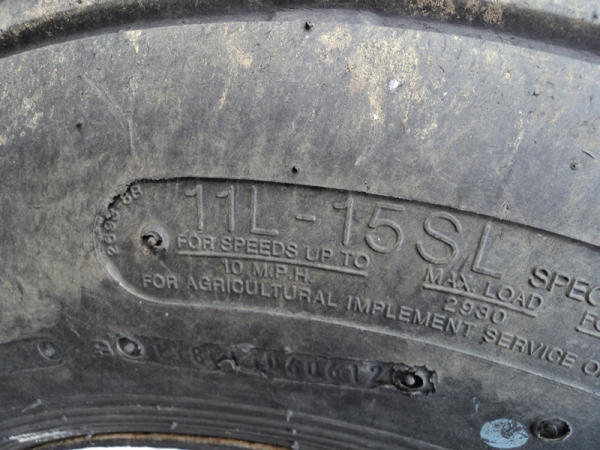 11L-15SL
FOR SPEEDS UP TO
10 M.P.H.
MAX. LOAD
2930
FOR AGRICULTURAL IMPLEMENT SERVICE